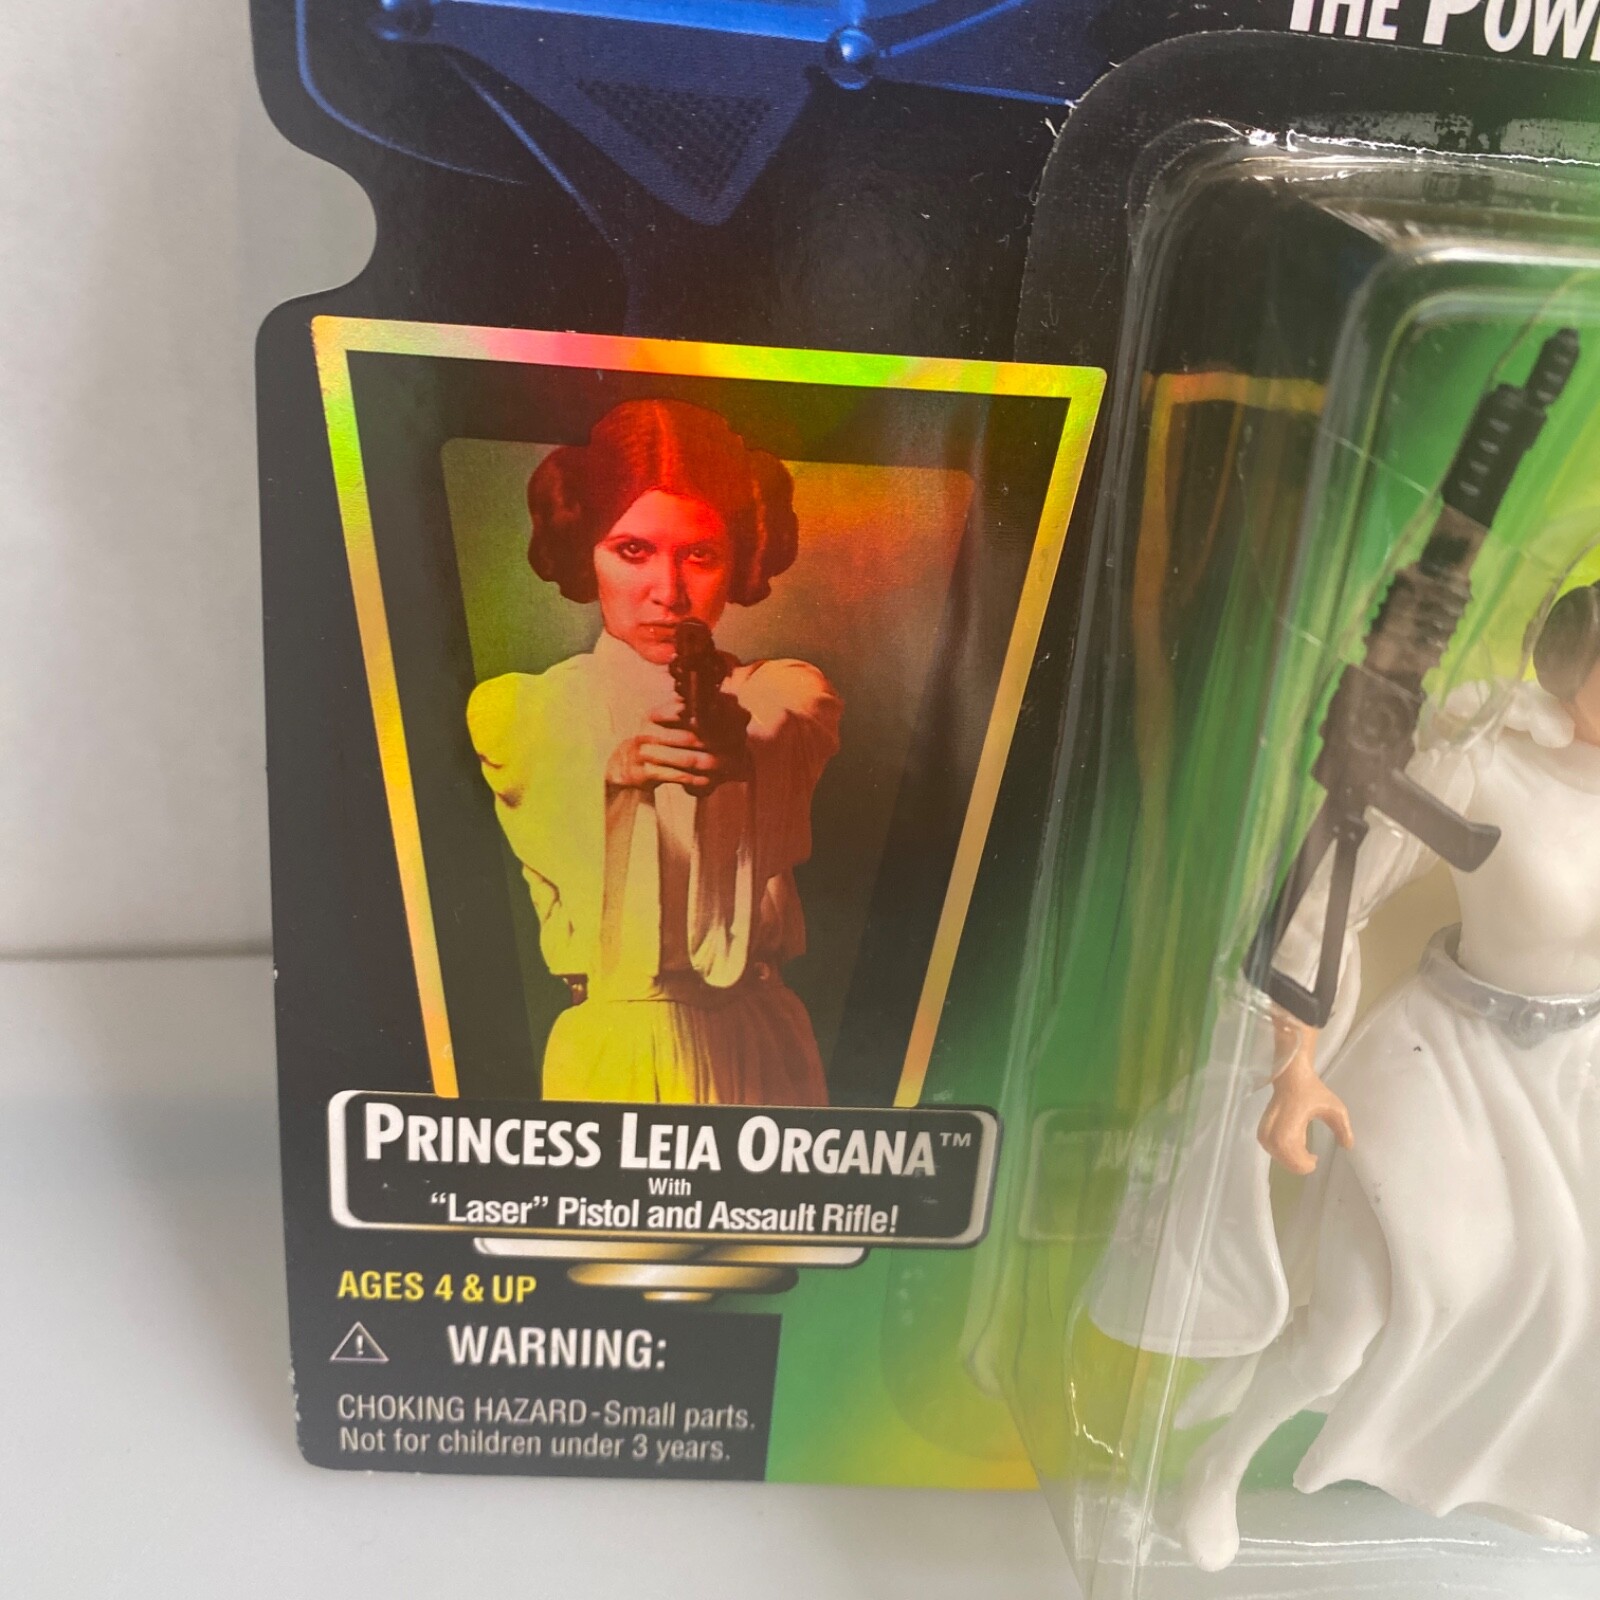 THE POW
PRINCESS LEIA ORGANA™
With
“Laser” Pistol and Assault Rifle!
AGES 4 & UP
WARNING:
CHOKING HAZARD-Small parts.
Not for children under 3 years.